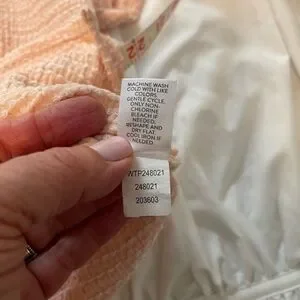 MACHINE WASH
COLD WITH LIKE
COLORS,
GENTLE CYCLE.
ONLY NON-
CHLORINE
BLEACH IF
NEEDED.
RESHAPE AND
DRY FLAT.
COOL IRON IF
NEEDED.
WTP248021
248021
203603